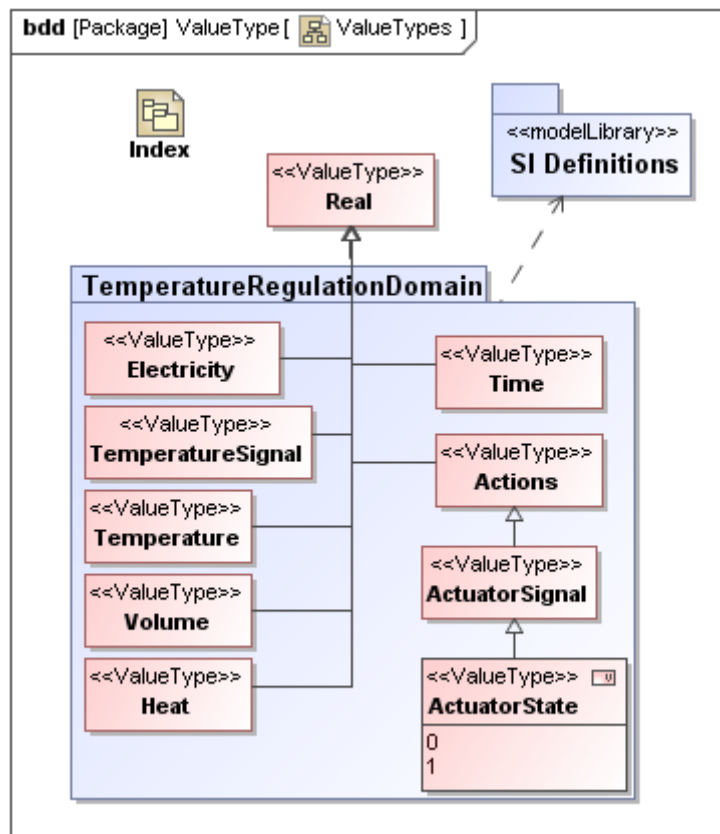 bdd [Package] ValueType[ ValueTypes ]
Index
<<modelLibrary>>
SI Definitions
<<ValueType>>
Real
TemperatureRegulationDomain
<<ValueType>>
Electricity
<<ValueType>>
TemperatureSignal
<<ValueType>>
Temperature
<<ValueType>>
Volume
<<ValueType>>
Heat
<<ValueType>>
Time
<<ValueType>>
Actions
<<ValueType>>
ActuatorSignal
<<ValueType>>
ActuatorState
0
1